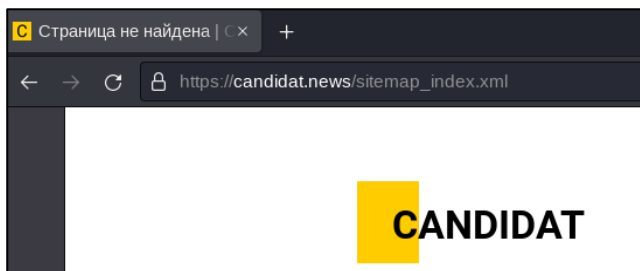 C Страница не найдена | C
https://candidat.news/sitemap_index.xml
CANDIDAT